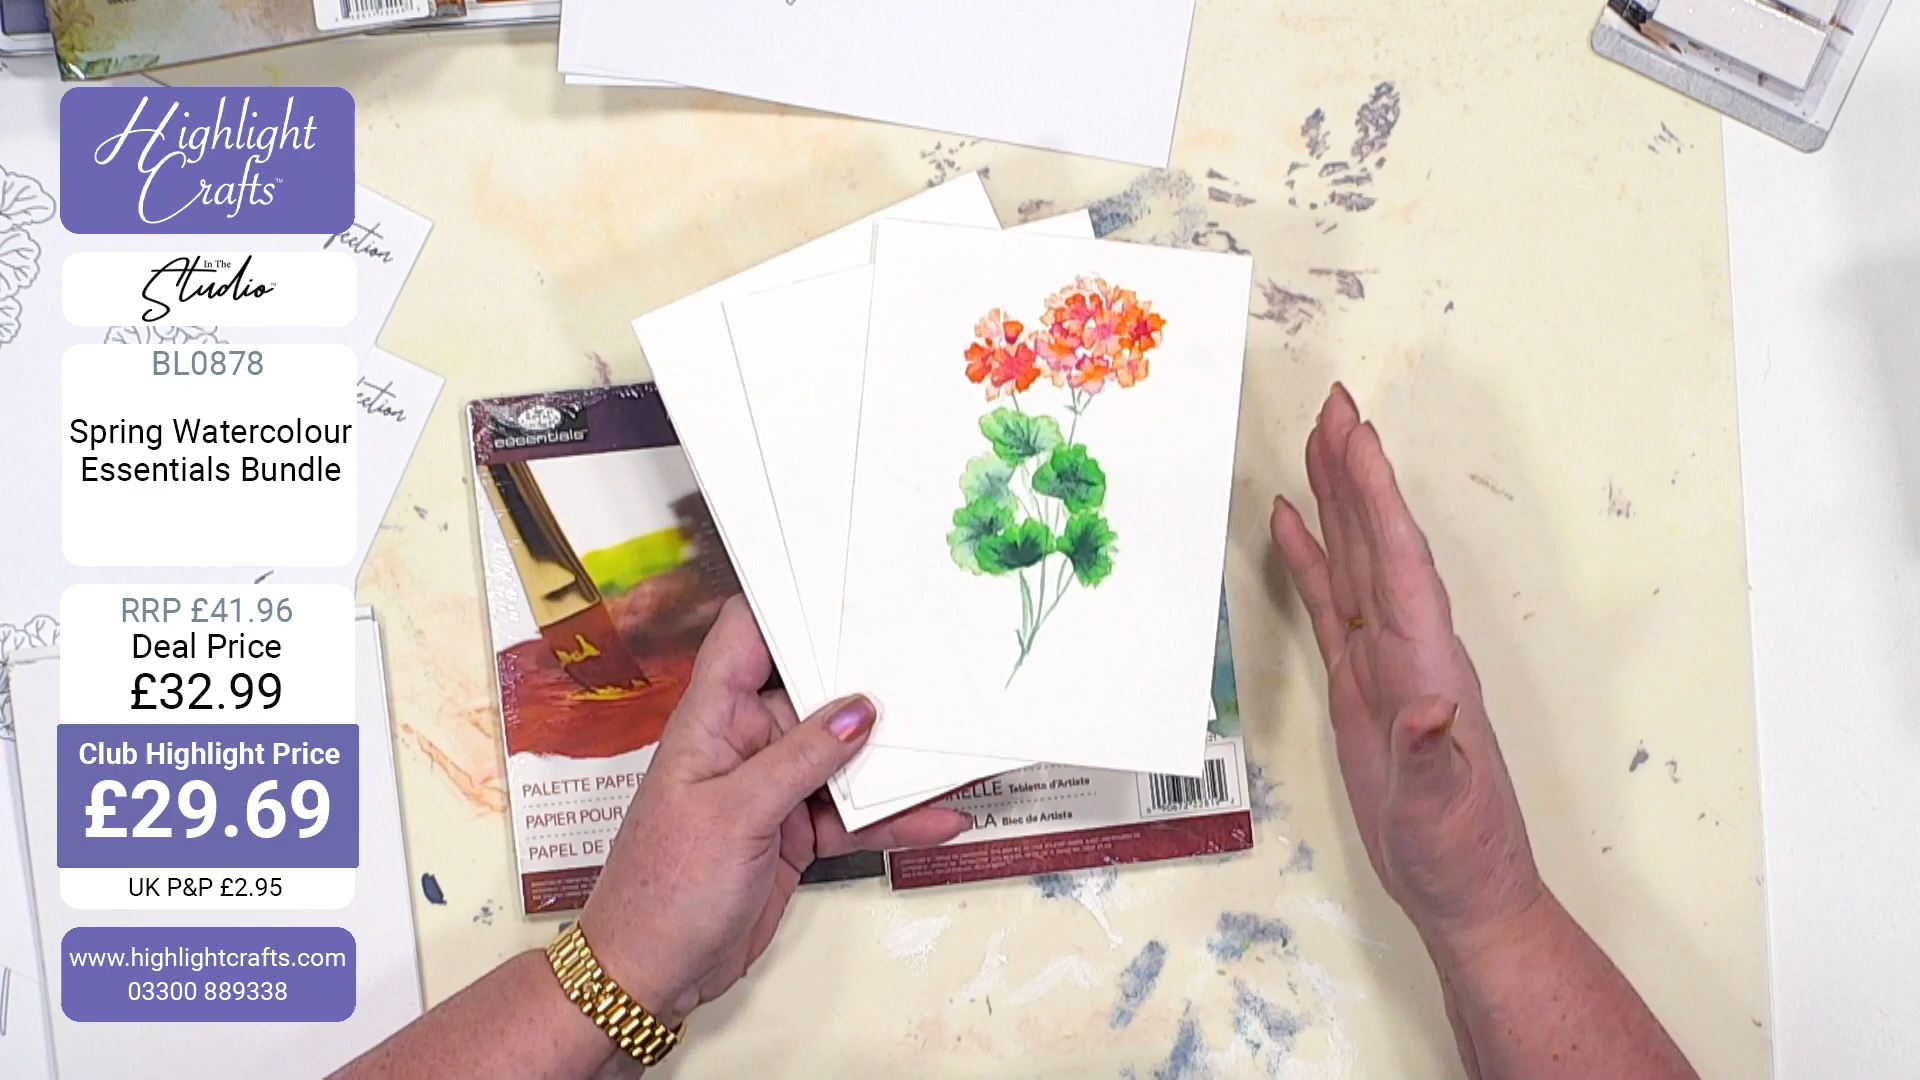 Highlight
Crafts™
In The
Studio
BL0878
Spring Watercolour
Essentials Bundle
RRP £41.96
Deal Price
£32.99
Club Highlight Price
£29.69
UK P&P £2.95
www.highlightcrafts.com
03300 889338
essentials
PALETTE PAPER
PAPIER POUR
PAPEL DE
Tablette d'Artiste
Bloc de Artista